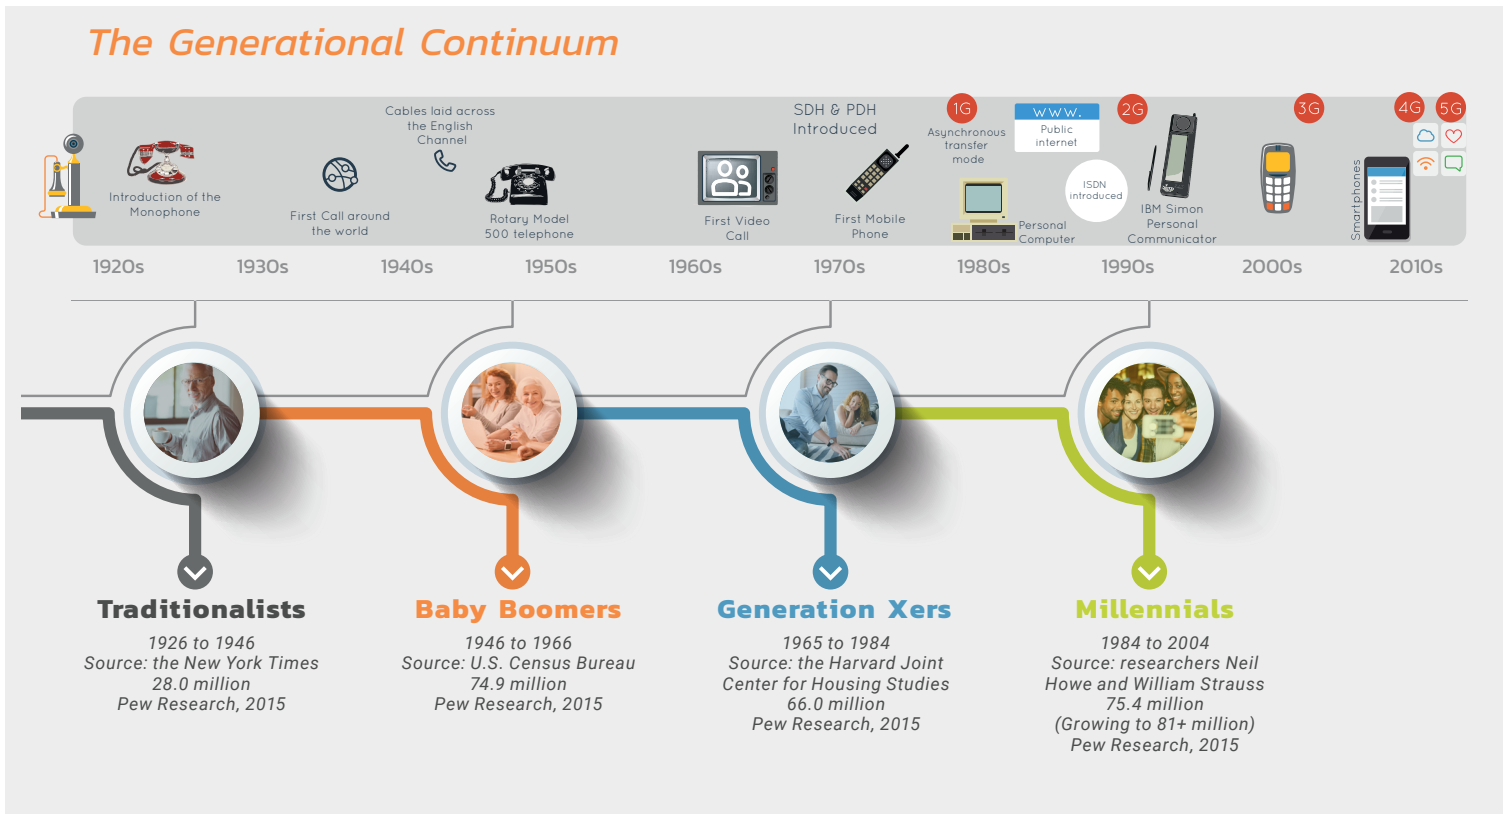 The Generational Continuum
Introduction of the
Monophone
First Call around
the world
Cables laid across
the English
Channel
Rotary Model
500 telephone
First Video
Call
SDH & PDH
Introduced
First Mobile
Phone
1G
Asynchronous
transfer
mode
Personal
Computer
www.
Public
internet
ISDN
introduced
2G
IBM Simon
Personal
Communicator
3G
Smartphones
4G
5G
1920s
1930s
1940s
1950s
1960s
1970s
1980s
1990s
2000s
2010s
Traditionalists
1926 to 1946
Source: the New York Times
28.0 million
Pew Research, 2015
Baby Boomers
1946 to 1966
Source: U.S. Census Bureau
74.9 million
Pew Research, 2015
Generation Xers
1965 to 1984
Source: the Harvard Joint
Center for Housing Studies
66.0 million
Pew Research, 2015
Millennials
1984 to 2004
Source: researchers Neil
Howe and William Strauss
75.4 million
(Growing to 81+ million)
Pew Research, 2015